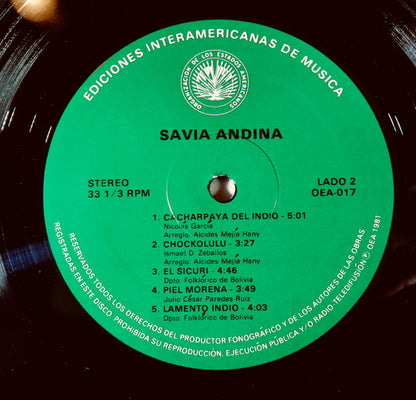 EDICIONES INTERAMERICANAS DE MUSICA
ORGANIZACION DE LOS ESTADOS AMERICANOS
SAVIA ANDINA
STEREO
33 1/3 RPM
LADO 2
OEA-017
1. CACHARPAYA DEL INDIO - 5:01
Nicolás García
Arreglo. Alcides Mejía Hany
2. CHOCKOLULU - 3:27
Ismael D. Zeballos
Arreglo. Alcides Mejía Hany
3. EL SICURI - 4:46
Dpto. Folklórico de Bolivia
4. PIEL MORENA - 3:49
Julio César Paredes Ruiz
5. LAMENTO INDIO - 4:03
Dpto. Folklórico de Bolivia
RESERVADOS TODOS LOS DERECHOS DEL PRODUCTOR FONOGRAFICO Y DE LOS AUTORES DE LAS OBRAS
REGISTRADAS EN ESTE DISCO. PROHIBIDA SU REPRODUCCIÓN, EJECUCIÓN PÚBLICA Y/O RADIO TELEDIFUSIÓN ℗ OEA 1981